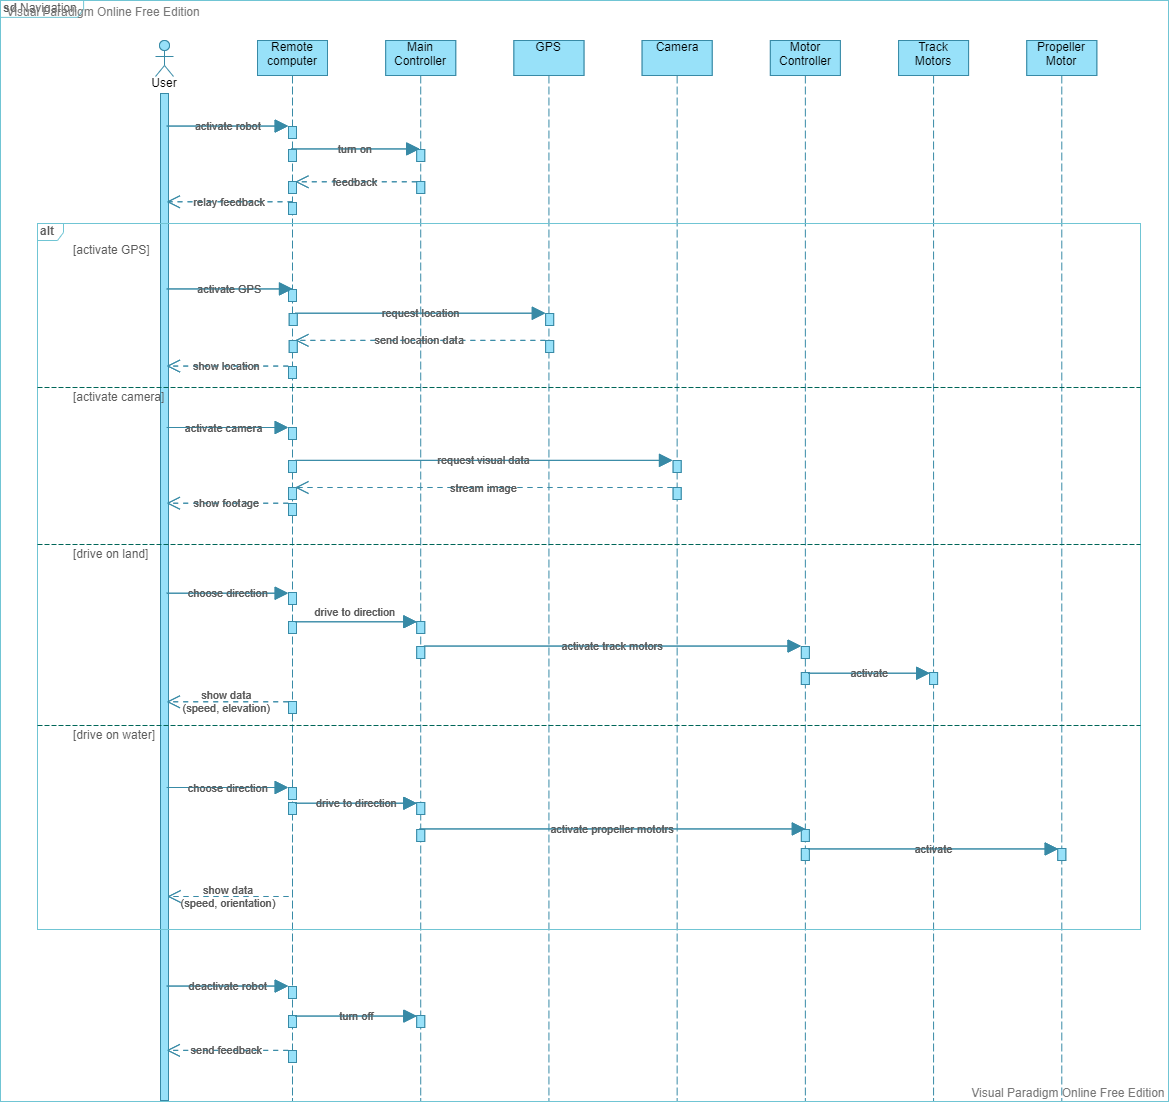 sd Navigation
Visual Paradigm Online Free Edition
User
Remote
computer
Main
Controller
GPS
Camera
Motor
Controller
Track
Motors
Propeller
Motor
activate robot
turn on
feedback
relay feedback
alt
[activate GPS]
activate GPS
request location
send location data
show location
[activate camera]
activate camera
request visual data
stream image
show footage
[drive on land]
choose direction
drive to direction
activate track motors
activate
show data
(speed, elevation)
[drive on water]
choose direction
drive to direction
activate propeller mototrs
activate
show data
(speed, orientation)
deactivate robot
turn off
send feedback
Visual Paradigm Online Free Edition